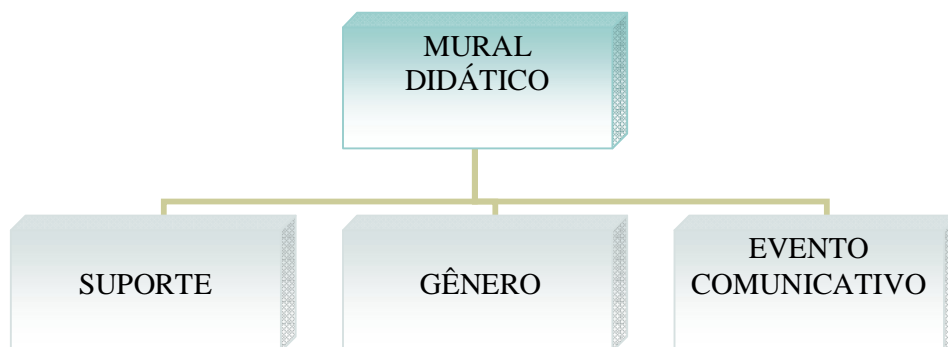 MURAL
DIDÁTICO
SUPORTE
GÊNERO
EVENTO
COMUNICATIVO